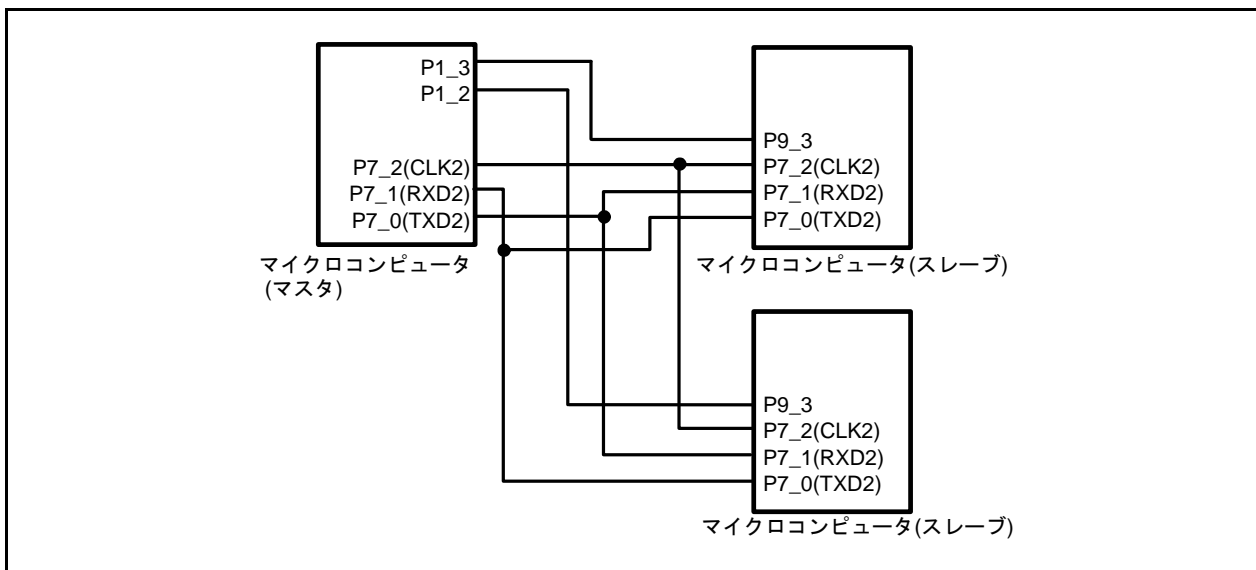 P1_3
P1_2
P7_2(CLK2)
P7_1(RXD2)
P7_0(TXD2)
マイクロコンピュータ
(マスタ)
P9_3
P7_2(CLK2)
P7_1(RXD2)
P7_0(TXD2)
マイクロコンピュータ(スレーブ)
P9_3
P7_2(CLK2)
P7_1(RXD2)
P7_0(TXD2)
マイクロコンピュータ(スレーブ)